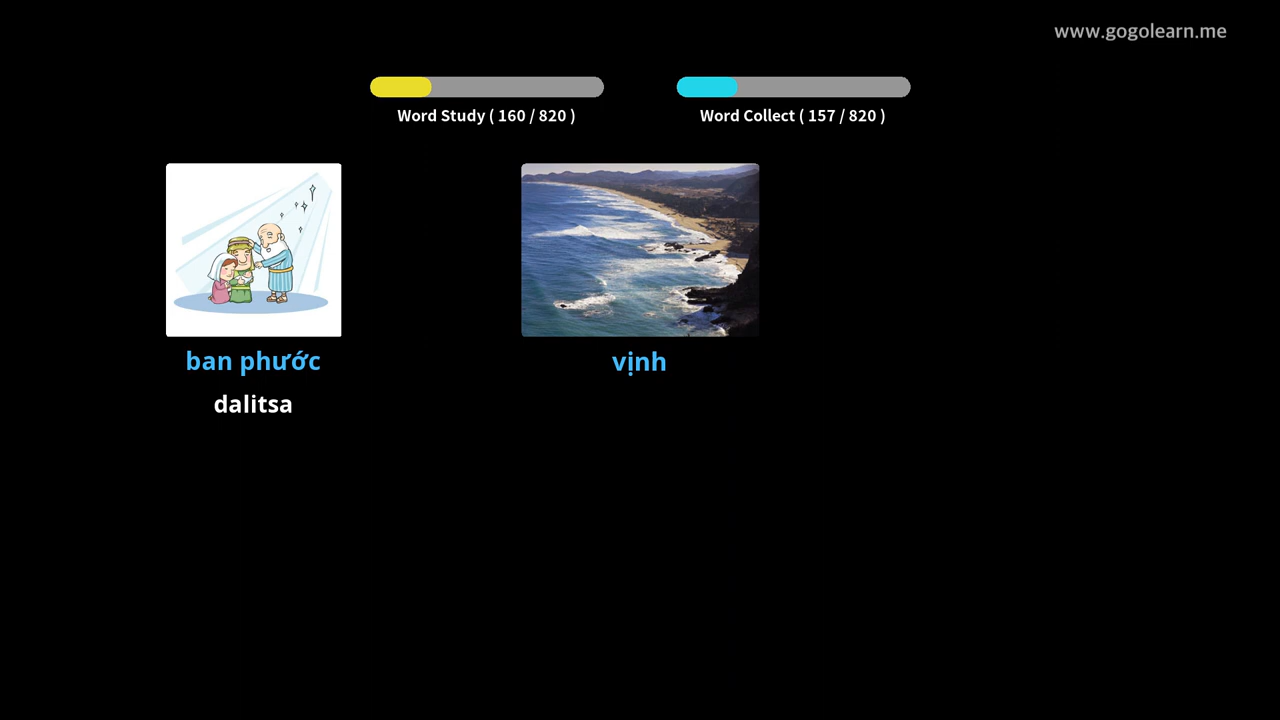 www.gogolearn.me
Word Study ( 160 / 820 )
Word Collect ( 157 / 820 )
ban phước
dalitsa
vịnh